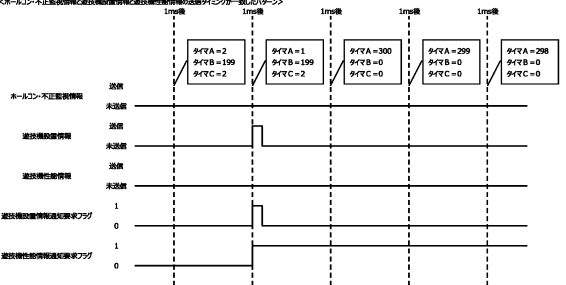 <ホールコン・不正監視情報と遊技機設置情報と遊技機性能情報の送信タイミングが一致したパターン>
1ms後 1ms後 1ms後 1ms後 1ms後
タイマA=2
タイマB=199
タイマC=2
タイマA=1
タイマB=199
タイマC=2
タイマA=300
タイマB=0
タイマC=0
タイマA=299
タイマB=0
タイマC=0
タイマA=298
タイマB=0
タイマC=0
ホールコン・不正監視情報
送信
未送信
遊技機設置情報
送信
未送信
遊技機性能情報
送信
未送信
遊技機設置情報通知要求フラグ
1
0
遊技機性能情報通知要求フラグ
1
0